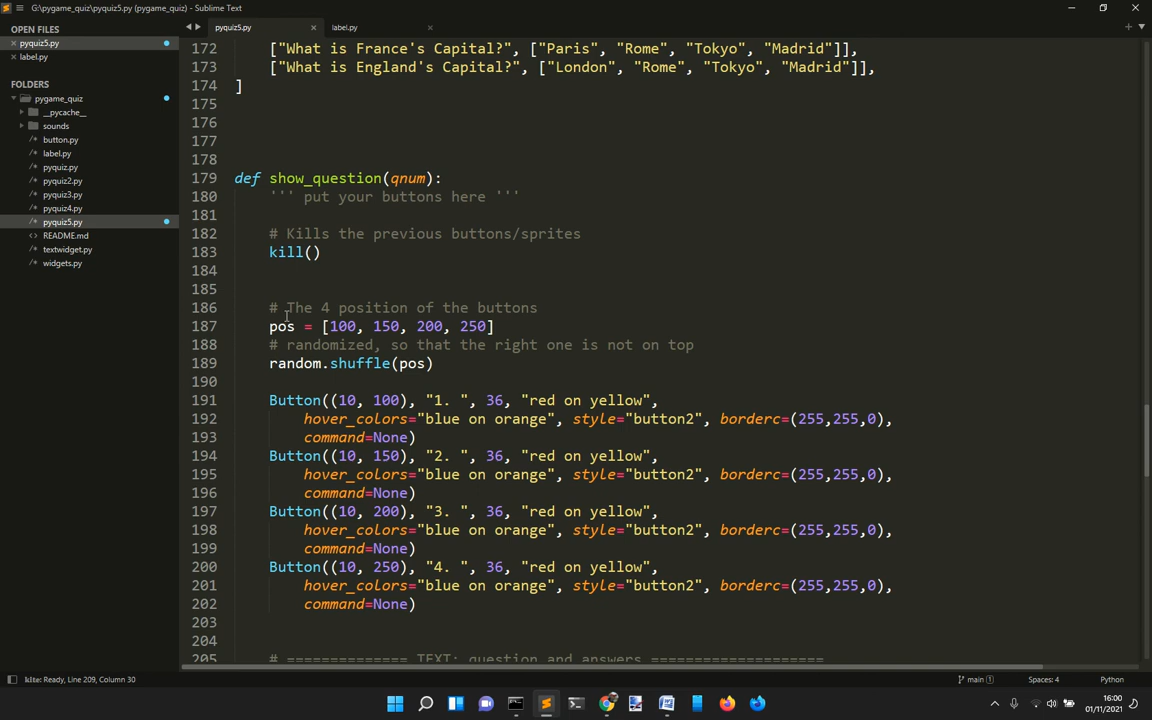 G:\pygame_quiz\pyquiz5.py (pygame_quiz) - Sublime Text
OPEN FILES
pyquiz5.py
label.py
FOLDERS
pygame_quiz
__pycache__
sounds
button.py
label.py
pyquiz.py
pyquiz2.py
pyquiz3.py
pyquiz4.py
pyquiz5.py
README.md
textwidget.py
widgets.py
pyquiz5.py
label.py
172 ["What is France's Capital?", ["Paris", "Rome", "Tokyo", "Madrid"]],
173 ["What is England's Capital?", ["London", "Rome", "Tokyo", "Madrid"]],
174 ]
175
176
177
178
179 def show_question(qnum):
180 ''' put your buttons here '''
181
182 # Kills the previous buttons/sprites
183 kill()
184
185
186 # The 4 position of the buttons
187 pos = [100, 150, 200, 250]
188 # randomized, so that the right one is not on top
189 random.shuffle(pos)
190
191 Button((10, 100), "1. ", 36, "red on yellow",
192 hover_colors="blue on orange", style="button2", borderc=(255,255,0),
193 command=None)
194 Button((10, 150), "2. ", 36, "red on yellow",
195 hover_colors="blue on orange", style="button2", borderc=(255,255,0),
196 command=None)
197 Button((10, 200), "3. ", 36, "red on yellow",
198 hover_colors="blue on orange", style="button2", borderc=(255,255,0),
199 command=None)
200 Button((10, 250), "4. ", 36, "red on yellow",
201 hover_colors="blue on orange", style="button2", borderc=(255,255,0),
202 command=None)
203
204
205 # ============== TEXT: question and answers ====================
Ready, Line 209, Column 30
main 1
Spaces: 4
Python
16:00
01/11/2021